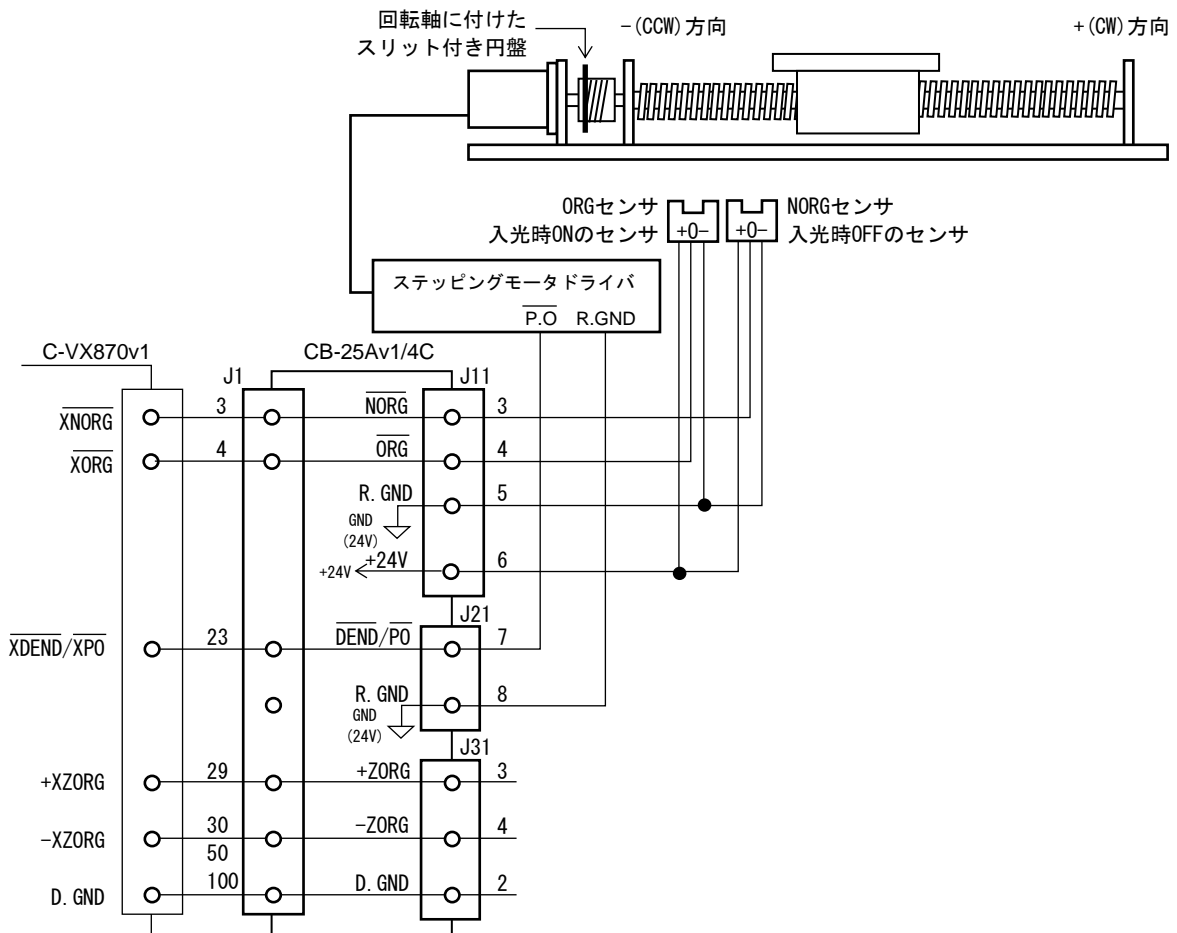 回転軸に付けた
スリット付き円盤
-(CCW)方向
+(CW)方向
ORGセンサ
入光時ONのセンサ
+O-
+O-
NORGセンサ
入光時OFFのセンサ
ステッピングモータドライバ
P.O R.GND
C-VX870v1
CB-25Av1/4C
J1
J11
XNORG
3
NORG
3
XORG
4
ORG
4
R.GND
5
GND
(24V)
+24V
+24V
6
J21
XDEND/XPO
23
DEND/PO
7
R.GND
8
GND
(24V)
J31
+XZORG
29
+ZORG
3
-XZORG
30
-ZORG
4
50
D.GND
100
D.GND
2